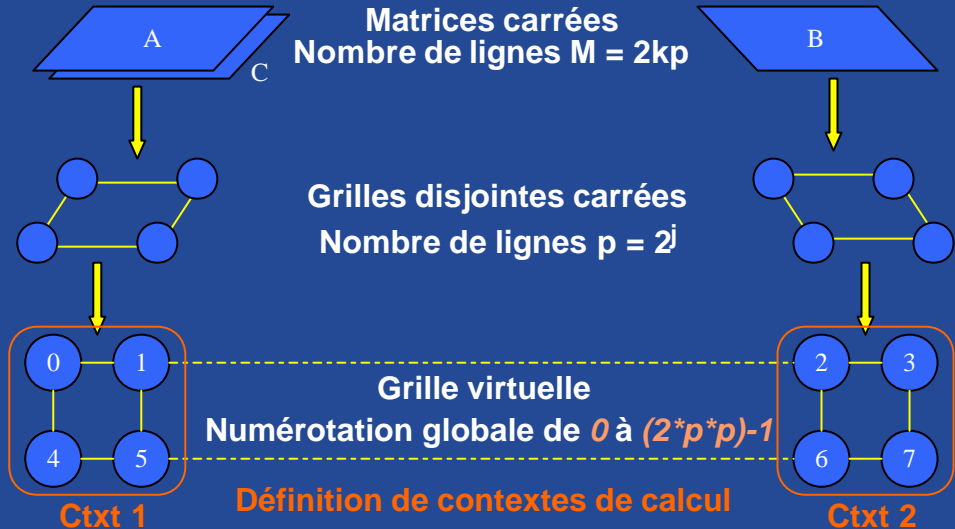 Matrices carrées
A
B
Nombre de lignes M = 2kp
C
Grilles disjointes carrées
Nombre de lignes p = 2j
0 1 2 3
Grille virtuelle
Numérotation globale de 0 à (2*p*p)-1
4 5 6 7
Définition de contextes de calcul
Ctxt 1
Ctxt 2